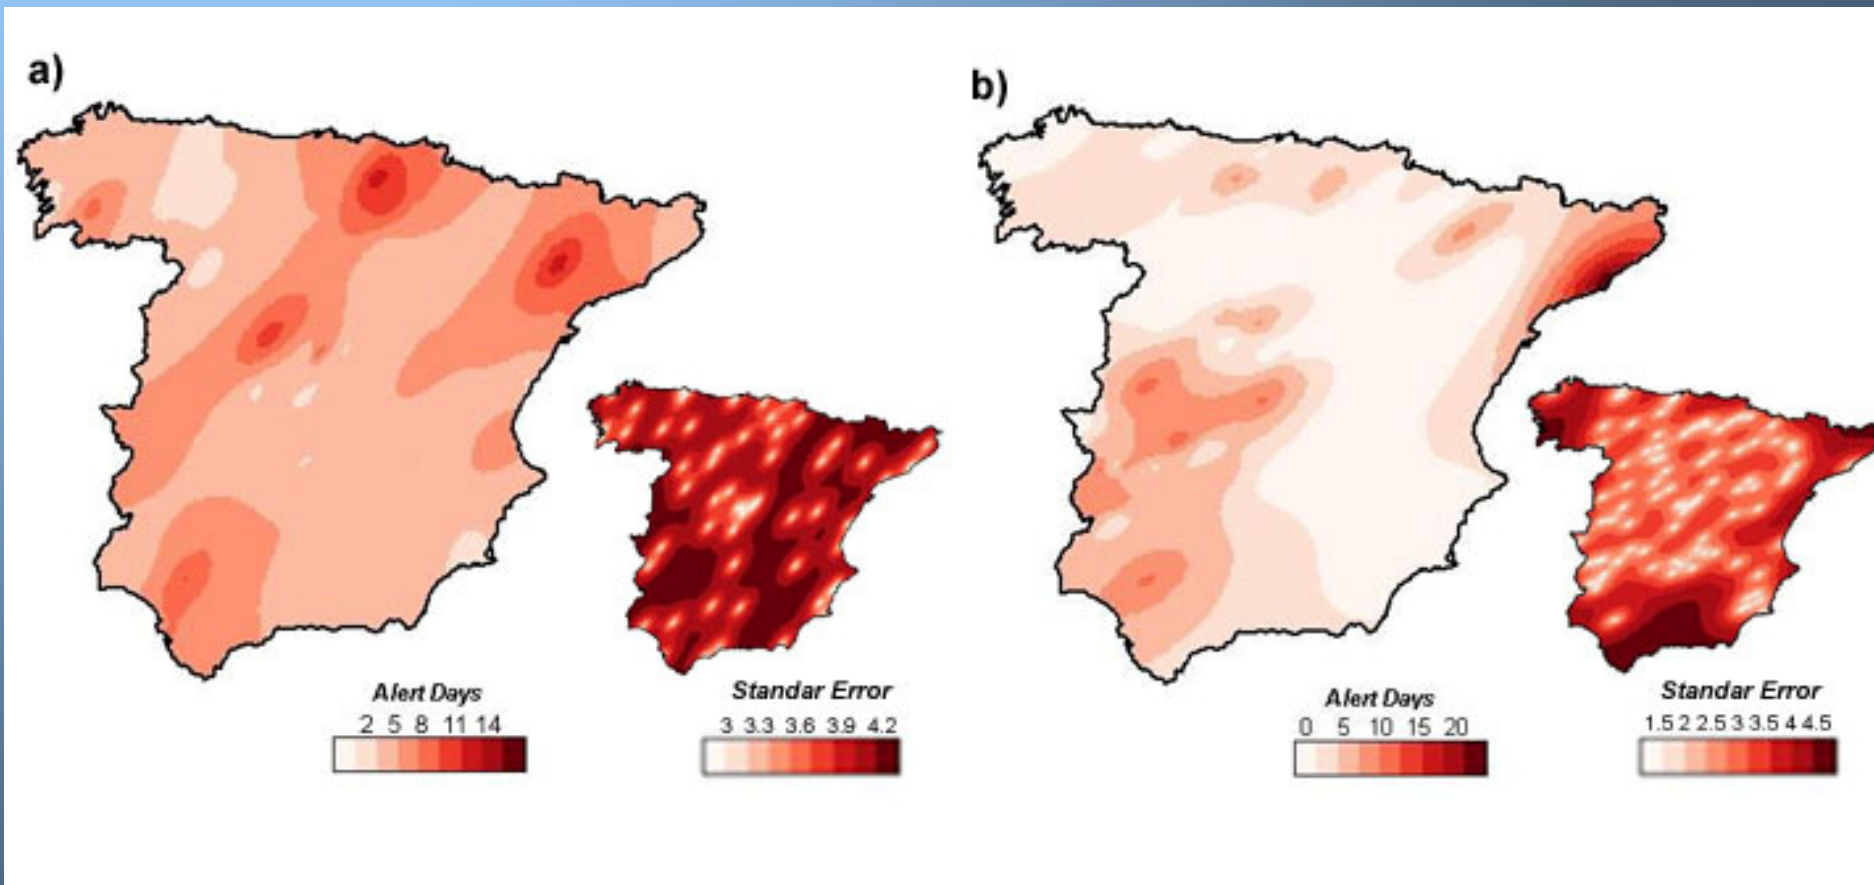 a)
b)
Alert Days
2 5 8 11 14
Standar Error
3 3.3 3.6 3.9 4.2
Alert Days
0 5 10 15 20
Standar Error
1.5 2 2.5 3 3.5 4 4.5